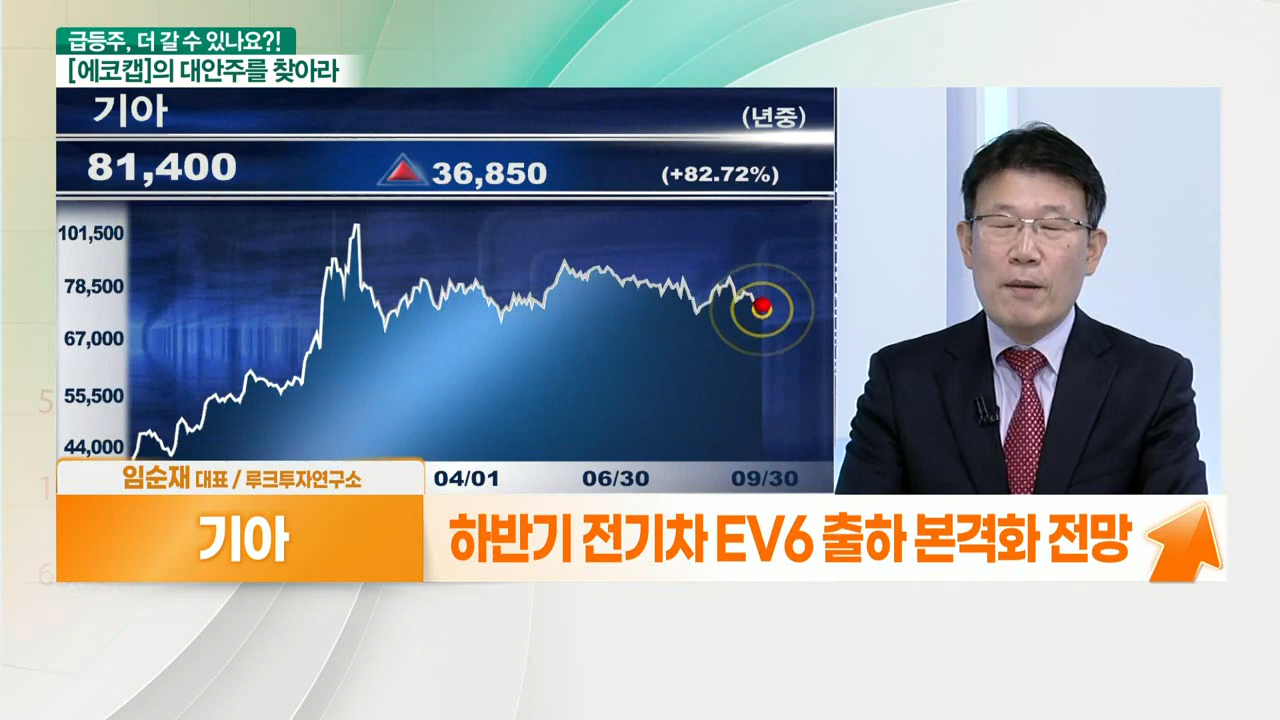 급등주, 더 갈 수 있나요?!
[에코캡]의 대안주를 찾아라
기아 (년중)
81,400 36,850 (+82.72%)
101,500
78,500
67,000
55,500
44,000
04/01 06/30 09/30
임순재 대표 / 루크투자연구소
기아
하반기 전기차 EV6 출하 본격화 전망